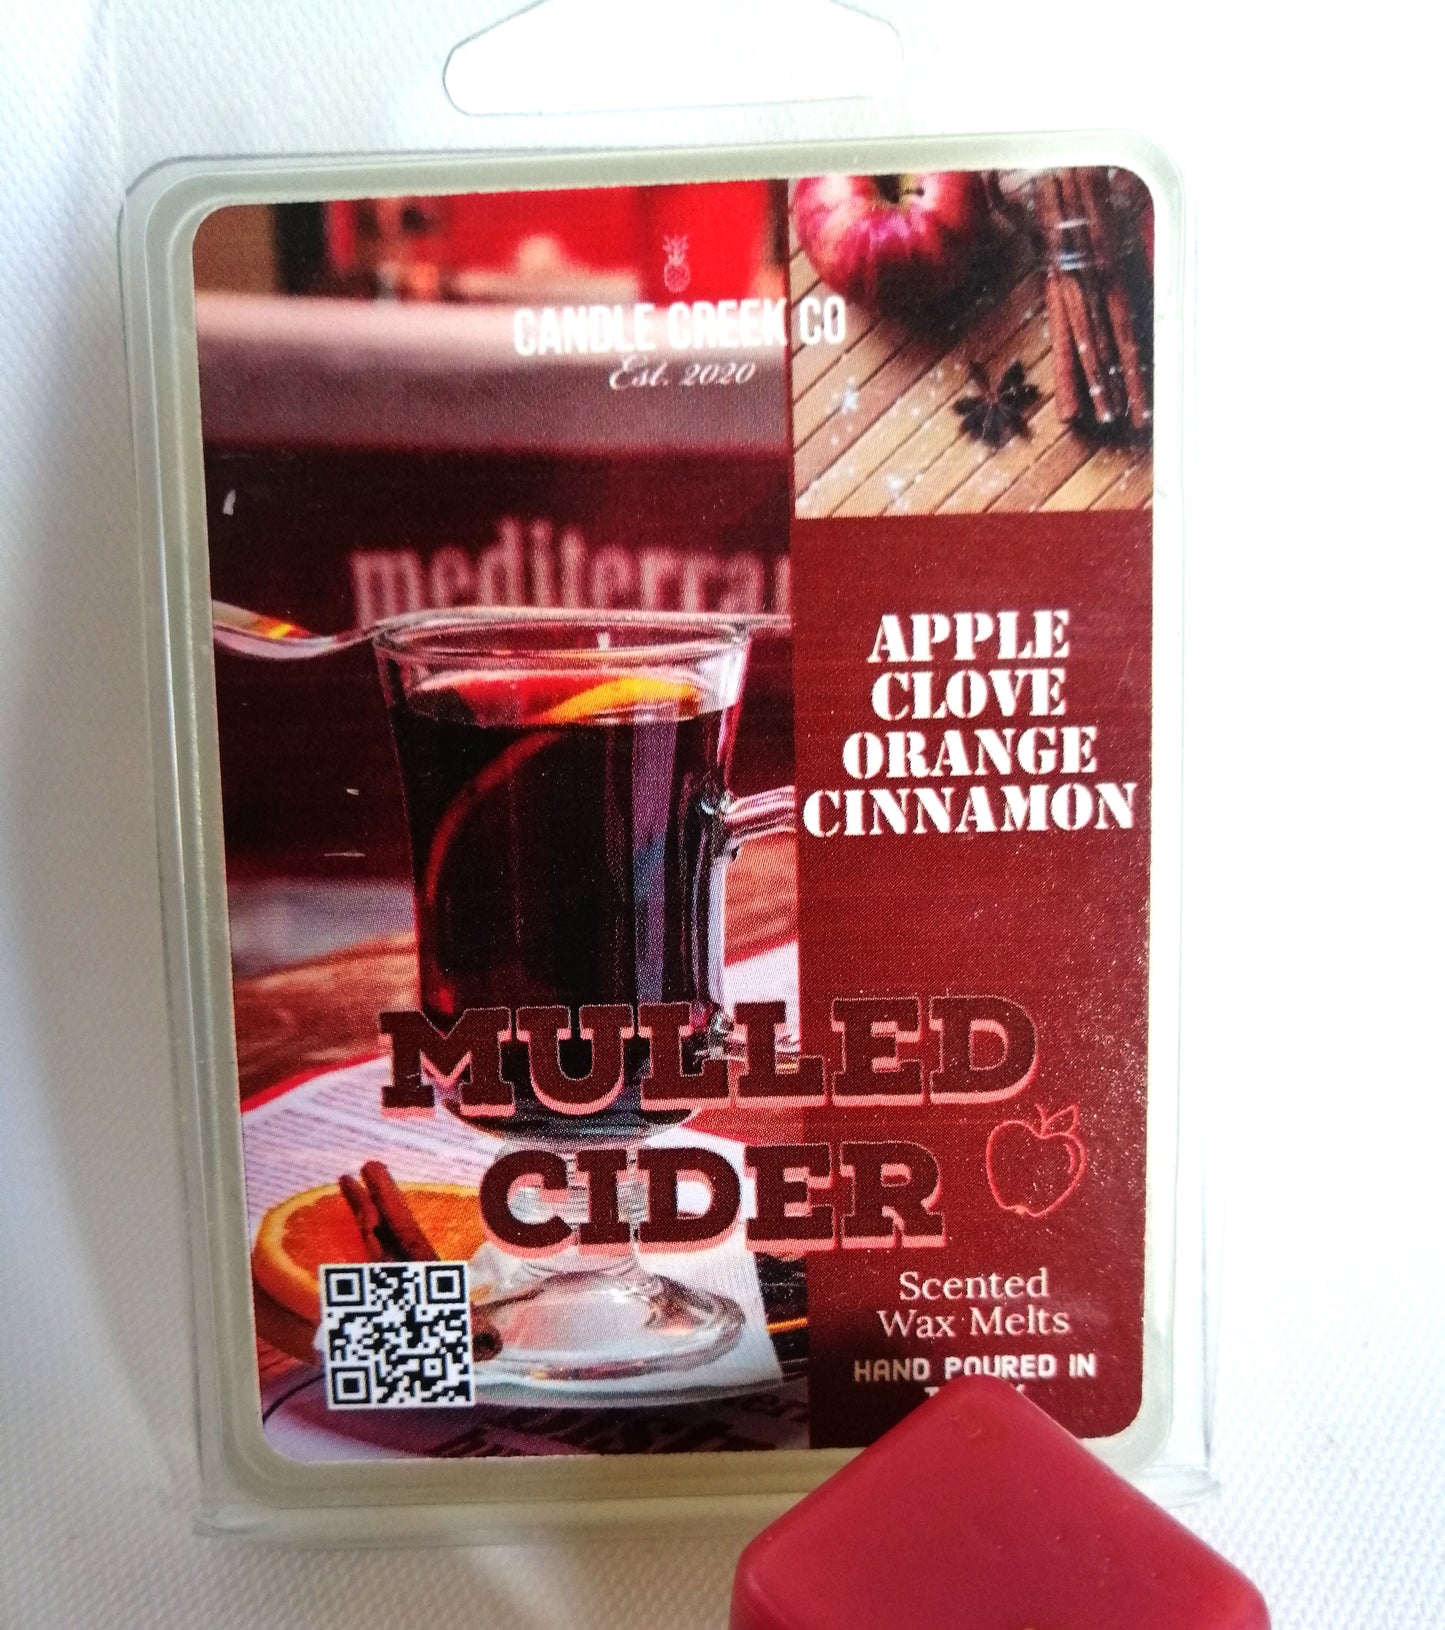 CANDLE CREEK CO
Est. 2020
mediterra
APPLE
CLOVE
ORANGE
CINNAMON
MULLED
CIDER
Scented
Wax Melts
HAND POURED IN